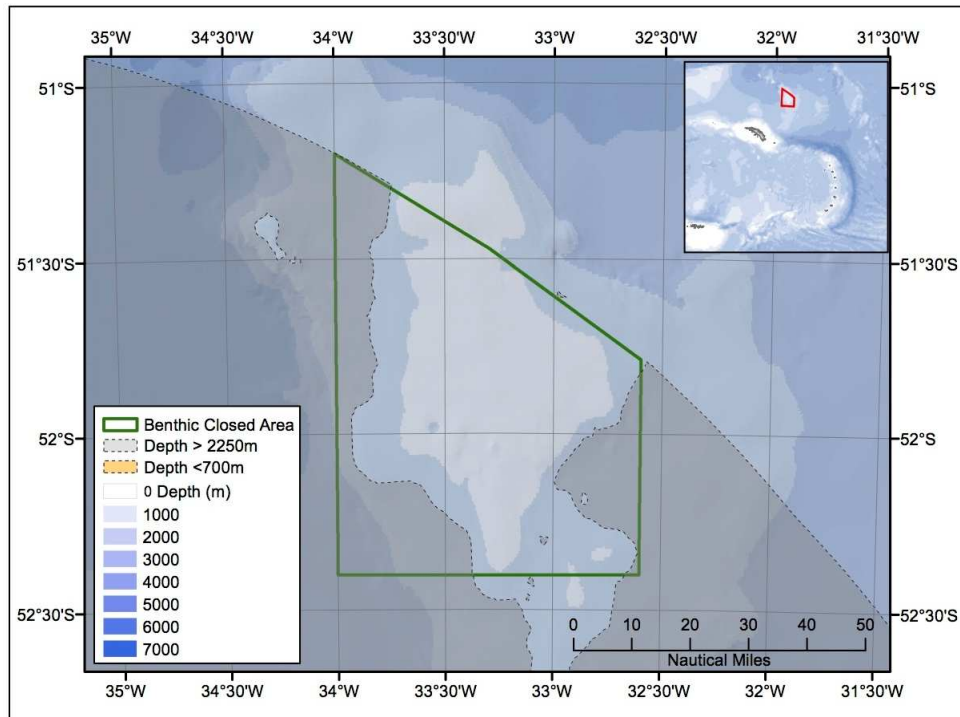 35°W 34°30'W 34°W 33°30'W 33°W 32°30'W 32°W 31°30'W
51°S 51°S
51°30'S 51°30'S
52°S 52°S
52°30'S 52°30'S
Benthic Closed Area
Depth > 2250m
Depth <700m
0 Depth (m)
1000
2000
3000
4000
5000
6000
7000
0 10 20 30 40 50
Nautical Miles
35°W 34°30'W 34°W 33°30'W 33°W 32°30'W 32°W 31°30'W